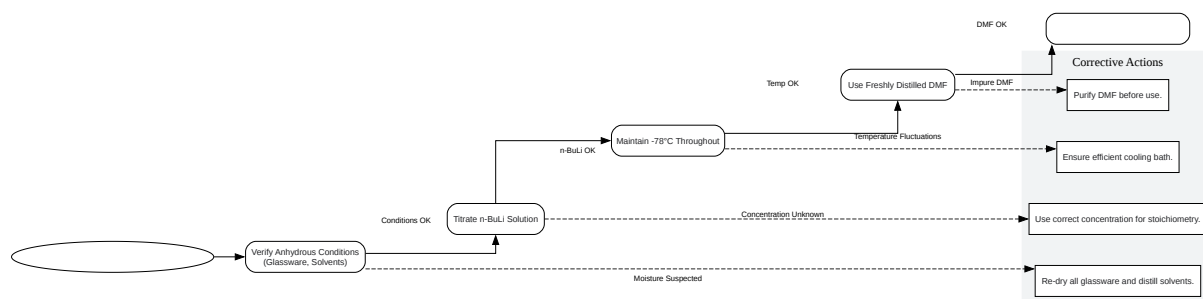 DMF OK
Corrective Actions
Temp OK
Use Freshly Distilled DMF
Impure DMF
Purify DMF before use.
n-BuLi OK
Maintain -78°C Throughout
Temperature Fluctuations
Ensure efficient cooling bath.
Conditions OK
Titrate n-BuLi Solution
Concentration Unknown
Use correct concentration for stoichiometry.
Verify Anhydrous Conditions
(Glassware, Solvents)
Moisture Suspected
Re-dry all glassware and distill solvents.